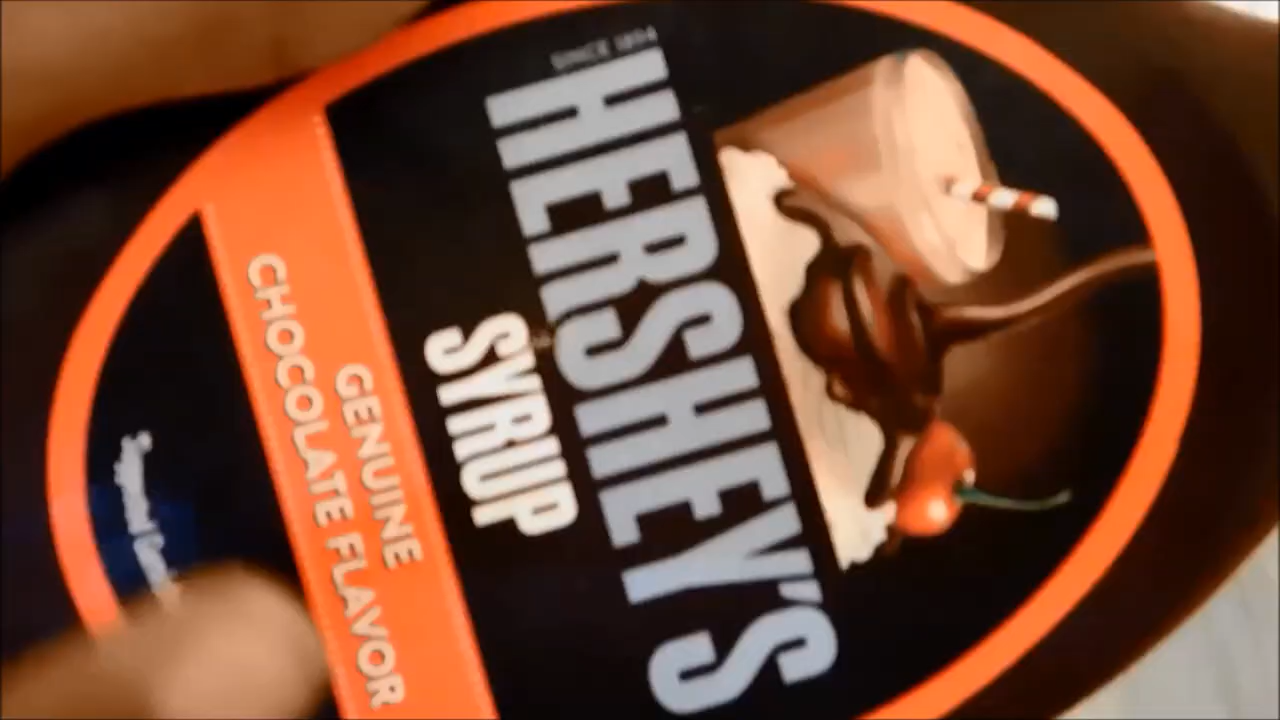 SINCE 1894
HERSHEY'S
SYRUP
GENUINE
CHOCOLATE FLAVOR